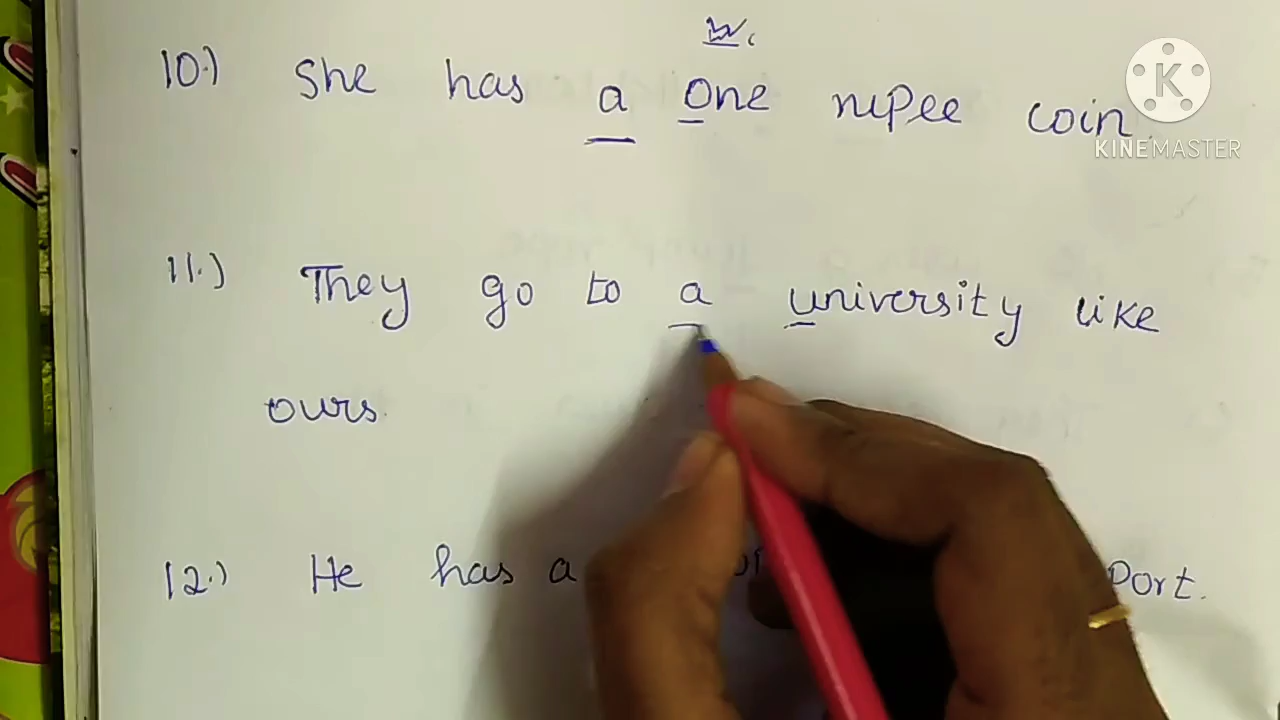 w.
10.) She has a one rupee coin.
K
KINEMASTER
11.) They go to a university like
ours.
12.) He has a port.